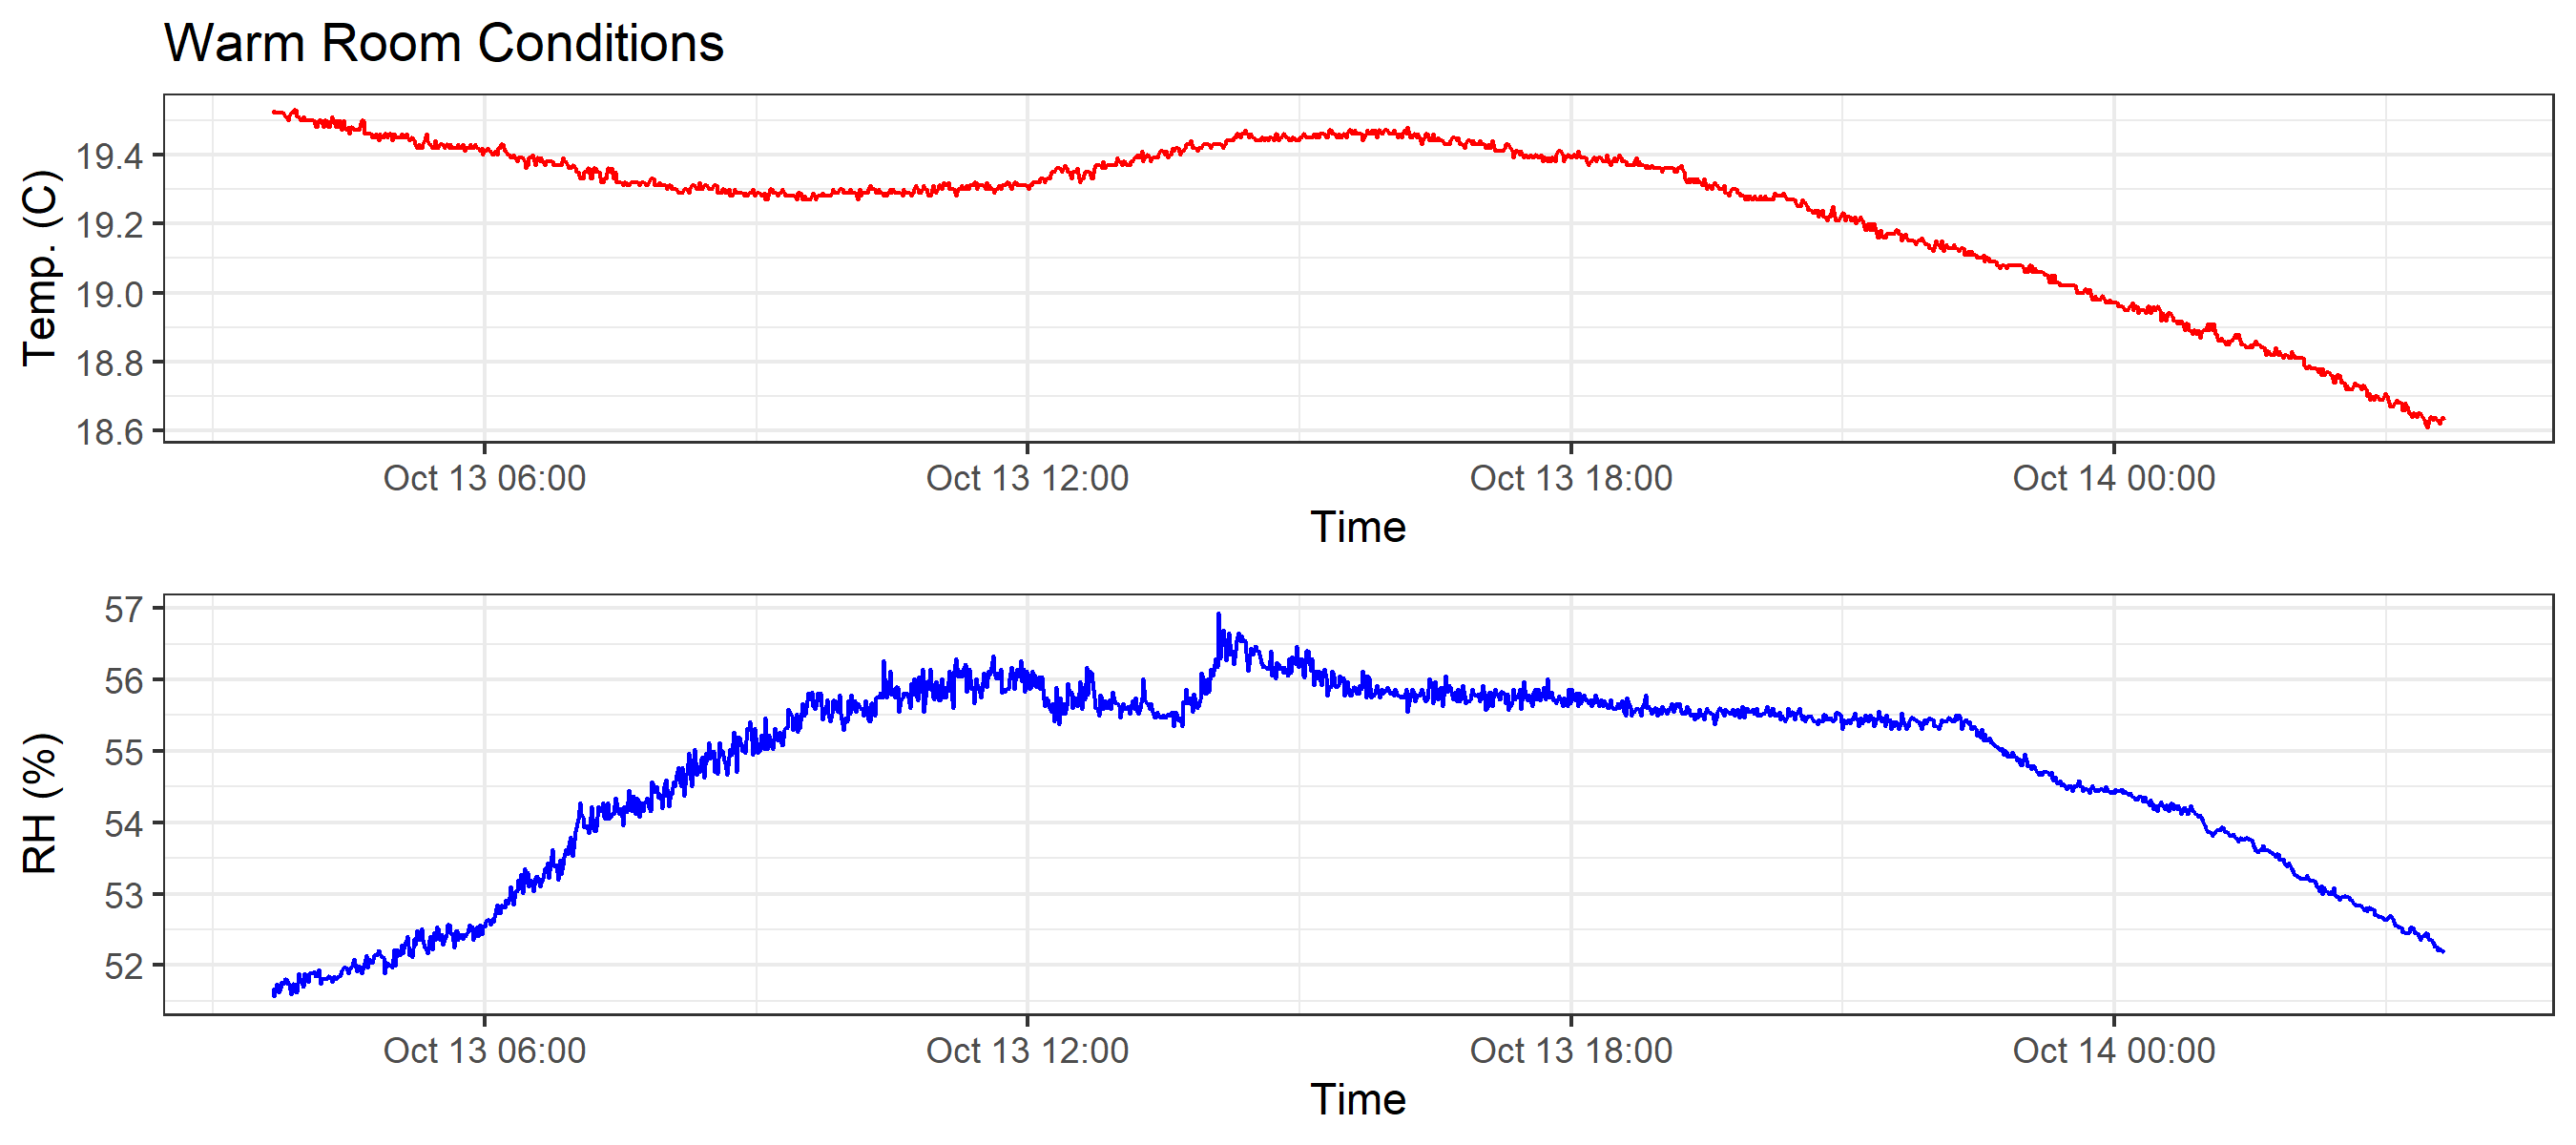 Warm Room Conditions
Temp. (C)
19.4
19.2
19.0
18.8
18.6
Oct 13 06:00 Oct 13 12:00 Oct 13 18:00 Oct 14 00:00
Time
RH (%)
57
56
55
54
53
52
Oct 13 06:00 Oct 13 12:00 Oct 13 18:00 Oct 14 00:00
Time